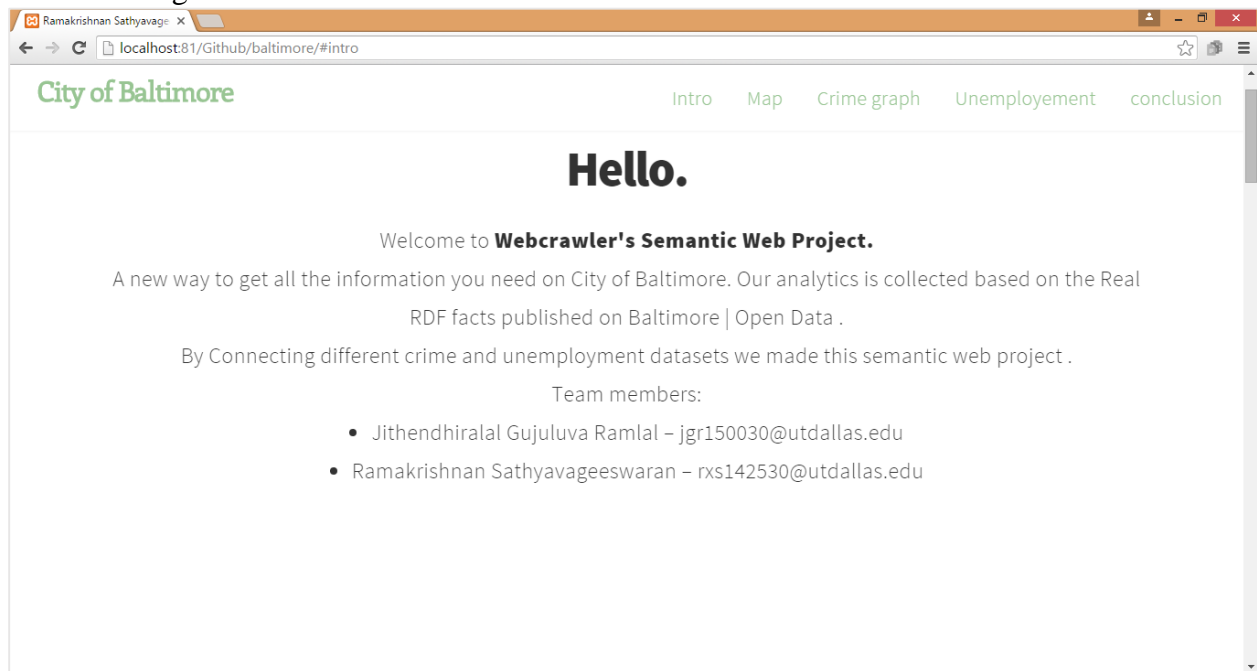 Ramakrishnan Sathyavage
localhost:81/Github/baltimore/#intro
City of Baltimore
Intro Map Crime graph Unemployement conclusion
Hello.
Welcome to Webcrawler's Semantic Web Project.
A new way to get all the information you need on City of Baltimore. Our analytics is collected based on the Real
RDF facts published on Baltimore | Open Data .
By Connecting different crime and unemployment datasets we made this semantic web project .
Team members:
• Jithendhiralal Gujuluva Ramlal – jgr150030@utdallas.edu
• Ramakrishnan Sathyavageeswaran – rxs142530@utdallas.edu